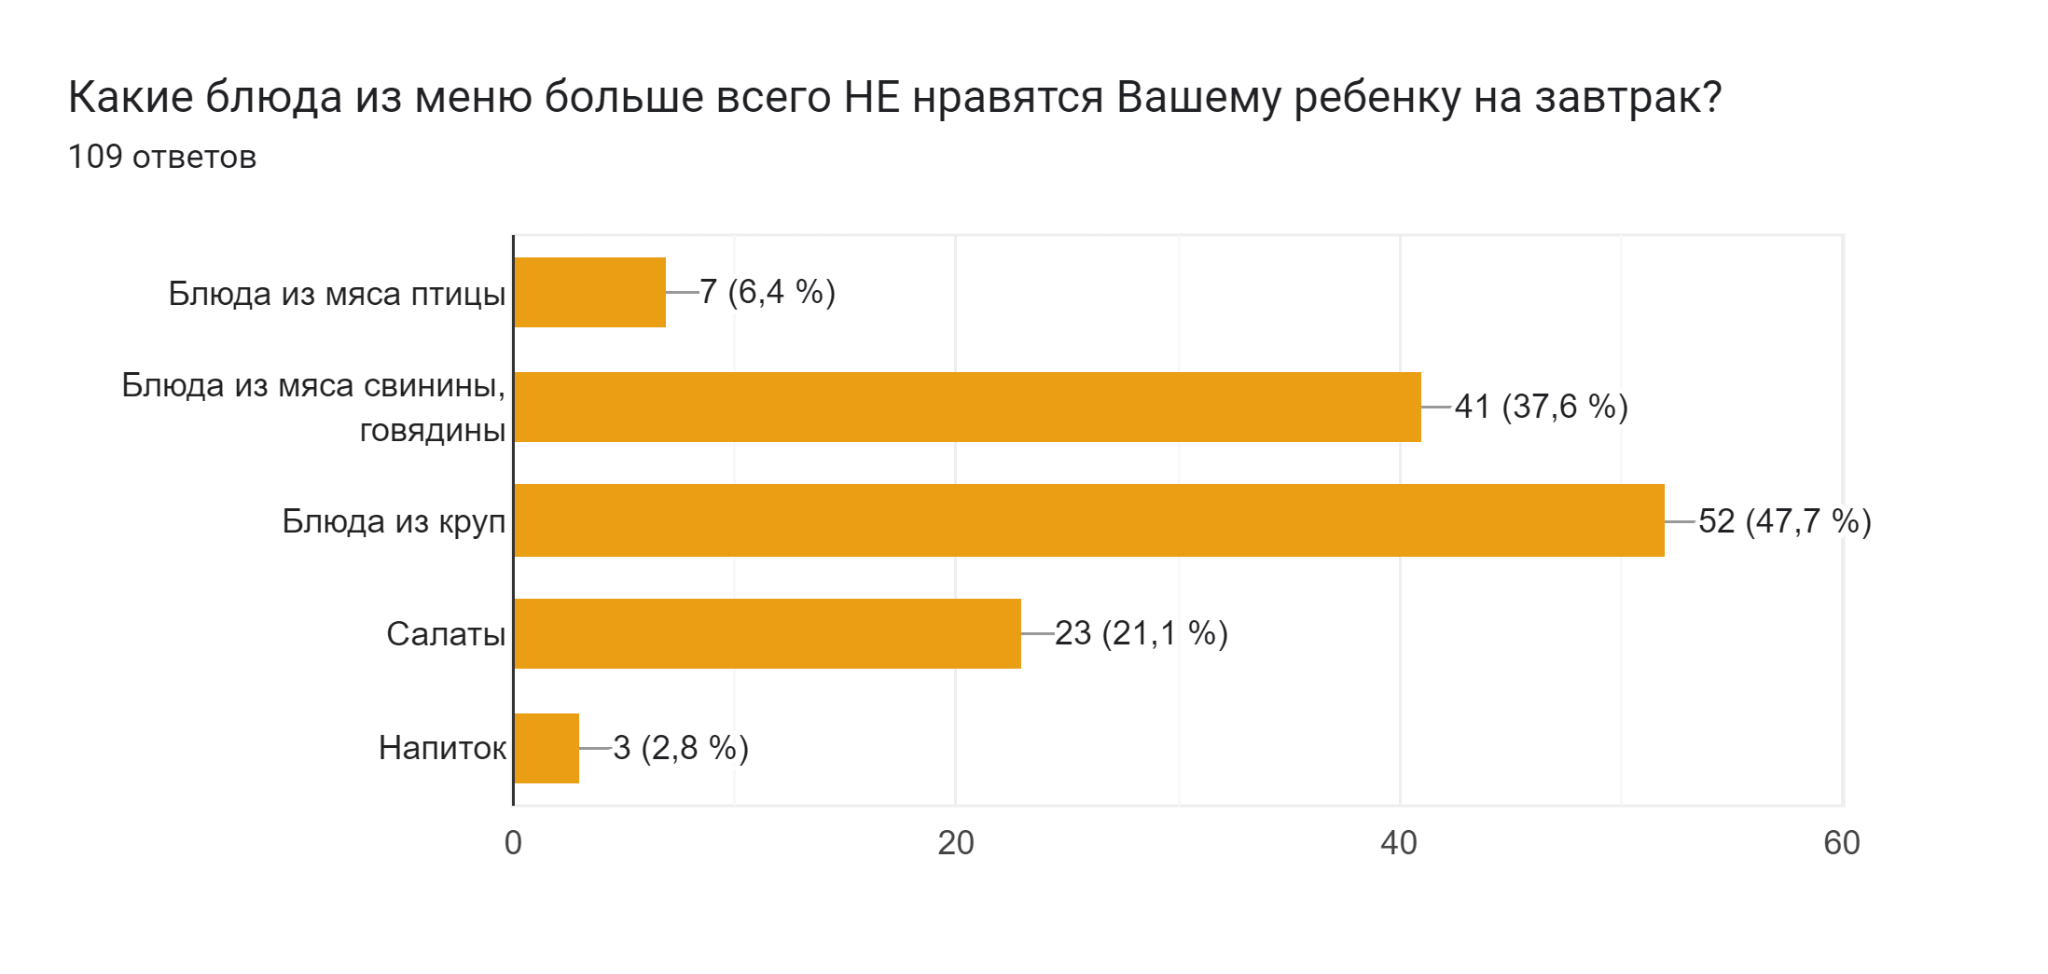 Какие блюда из меню больше всего НЕ нравятся Вашему ребенку на завтрак?
109 ответов
Блюда из мяса птицы
7 (6,4 %)
Блюда из мяса свинины,
говядины
41 (37,6 %)
Блюда из круп
52 (47,7 %)
Салаты
23 (21,1 %)
Напиток
3 (2,8 %)
0
20
40
60